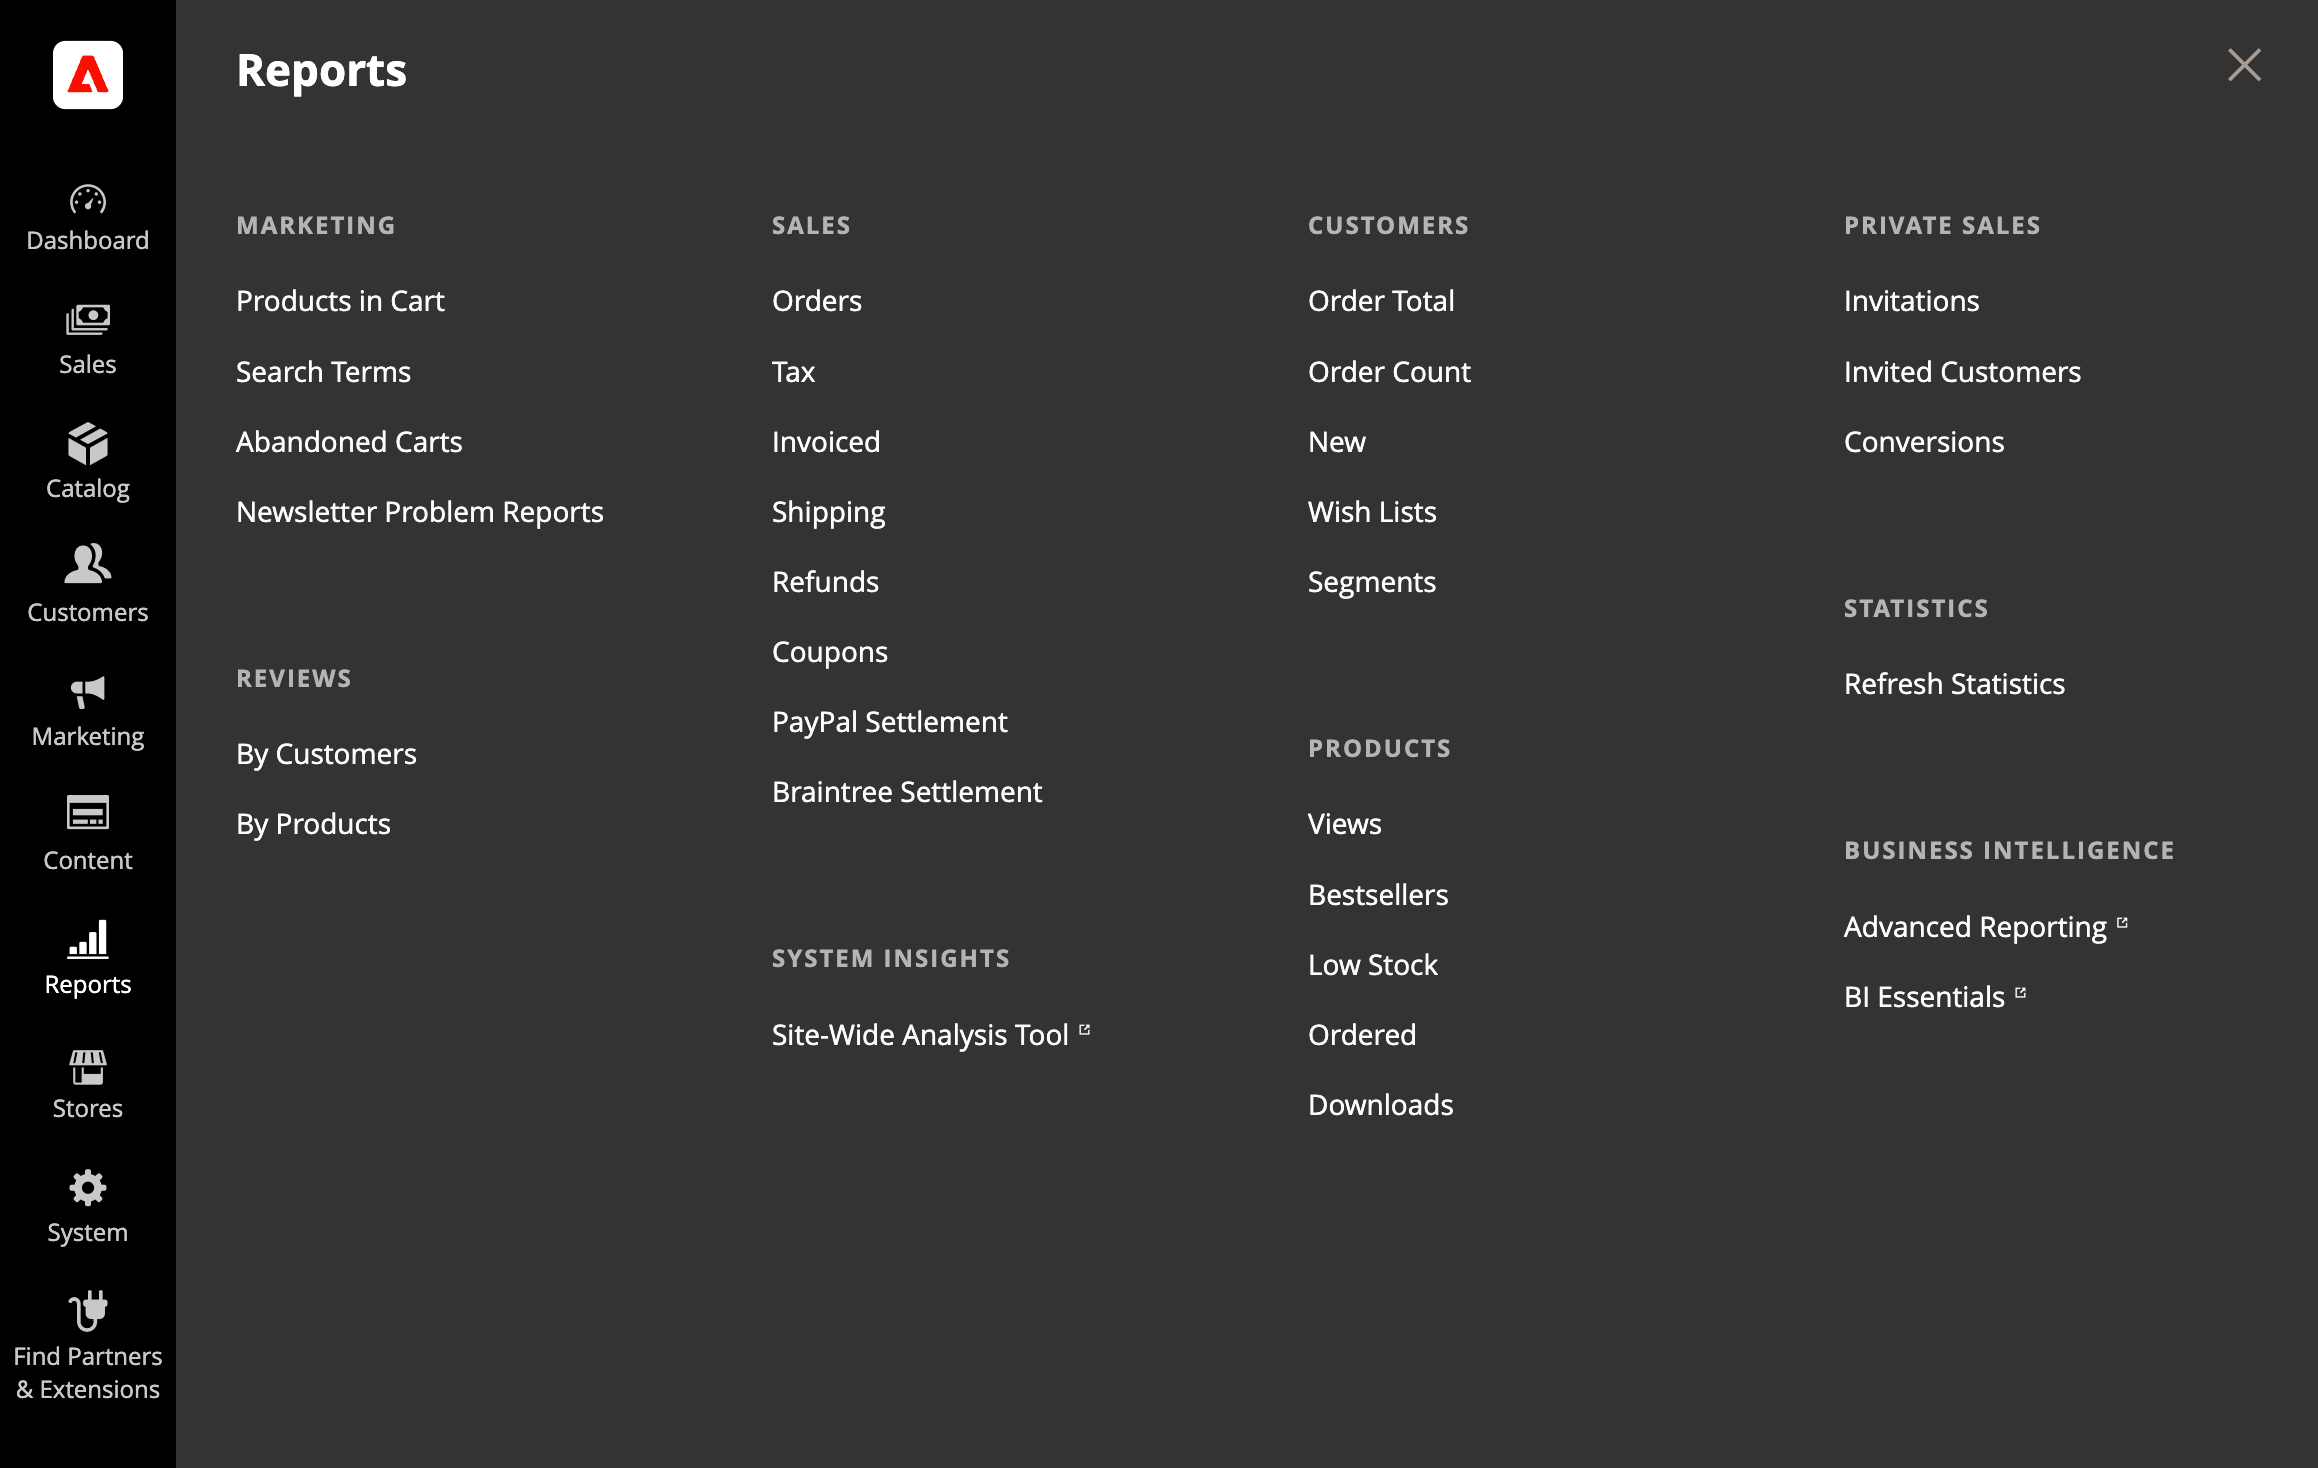 Dashboard
Sales
Catalog
Customers
Marketing
Content
Reports
Stores
System
Find Partners
& Extensions
Reports
MARKETING
Products in Cart
Search Terms
Abandoned Carts
Newsletter Problem Reports
REVIEWS
By Customers
By Products
SALES
Orders
Tax
Invoiced
Shipping
Refunds
Coupons
PayPal Settlement
Braintree Settlement
SYSTEM INSIGHTS
Site-Wide Analysis Tool
CUSTOMERS
Order Total
Order Count
New
Wish Lists
Segments
PRODUCTS
Views
Bestsellers
Low Stock
Ordered
Downloads
PRIVATE SALES
Invitations
Invited Customers
Conversions
STATISTICS
Refresh Statistics
BUSINESS INTELLIGENCE
Advanced Reporting
BI Essentials